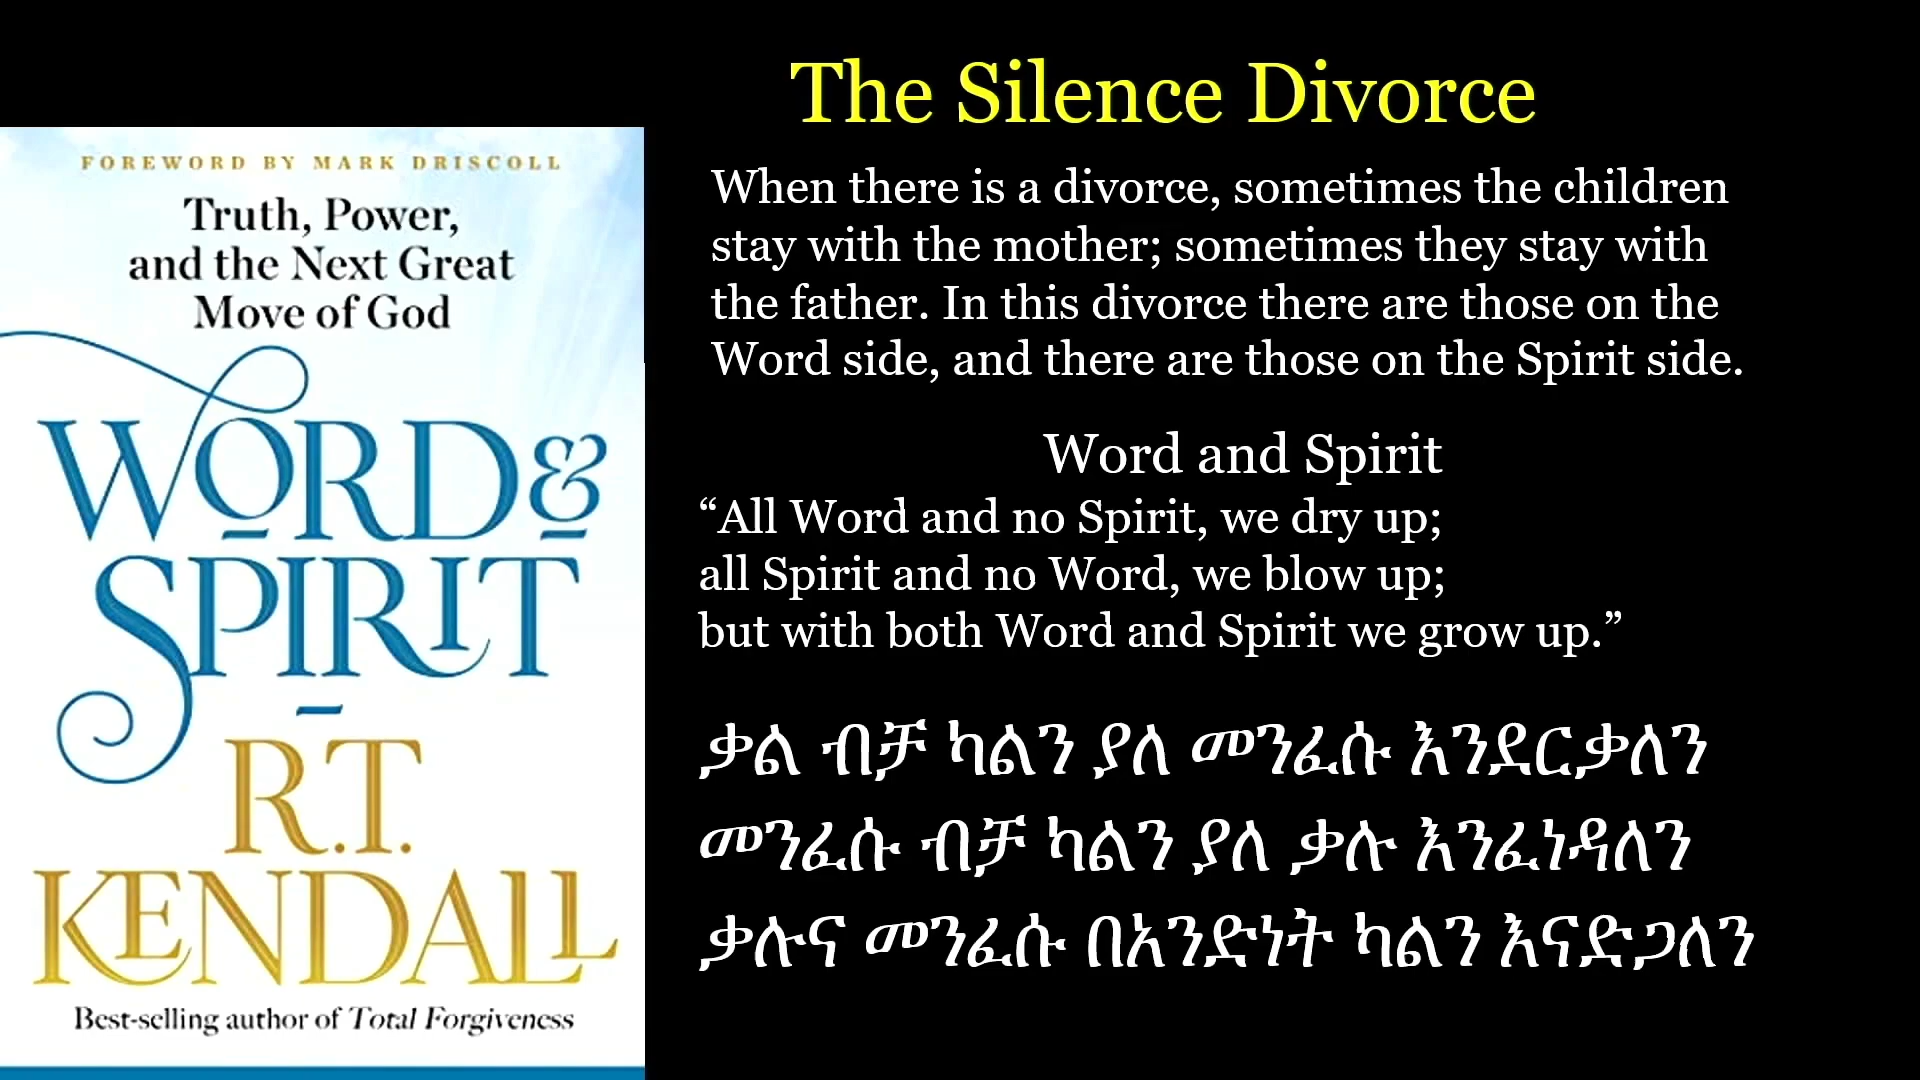 FOREWORD BY MARK DRISCOLL
Truth, Power,
and the Next Great
Move of God
WORD &
SPIRIT
R.T.
KENDALL
Best-selling author of Total Forgiveness
The Silence Divorce
When there is a divorce, sometimes the children
stay with the mother; sometimes they stay with
the father. In this divorce there are those on the
Word side, and there are those on the Spirit side.
Word and Spirit
“All Word and no Spirit, we dry up;
all Spirit and no Word, we blow up;
but with both Word and Spirit we grow up.”
ቃል ብቻ ካልን ያለ መንፈሱ እንደርቃለን
መንፈሱ ብቻ ካልን ያለ ቃሉ እንፈነዳለን
ቃሉና መንፈሱ በአንድነት ካልን እናድጋለን